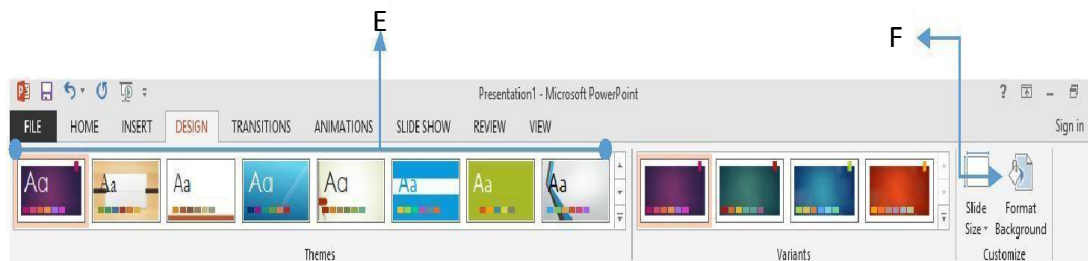 E
F
Presentation1 - Microsoft PowerPoint
FILE HOME INSERT DESIGN TRANSITIONS ANIMATIONS SLIDE SHOW REVIEW VIEW Sign in
Aa Aa Aa Aa Aa Aa Aa Aa
Slide Size Format Background
Themes Variants Customize